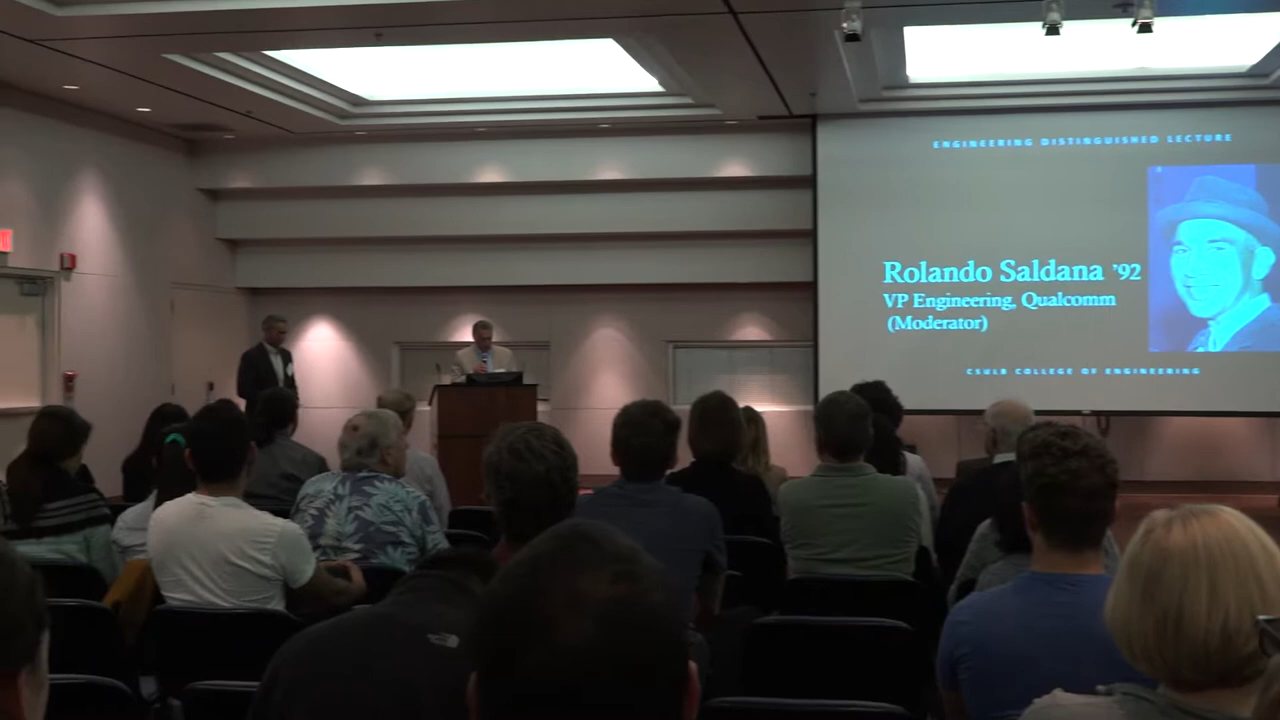 ENGINEERING DISTINGUISHED LECTURE
Rolando Saldana '92
VP Engineering, Qualcomm
(Moderator)
CSULB COLLEGE OF ENGINEERING